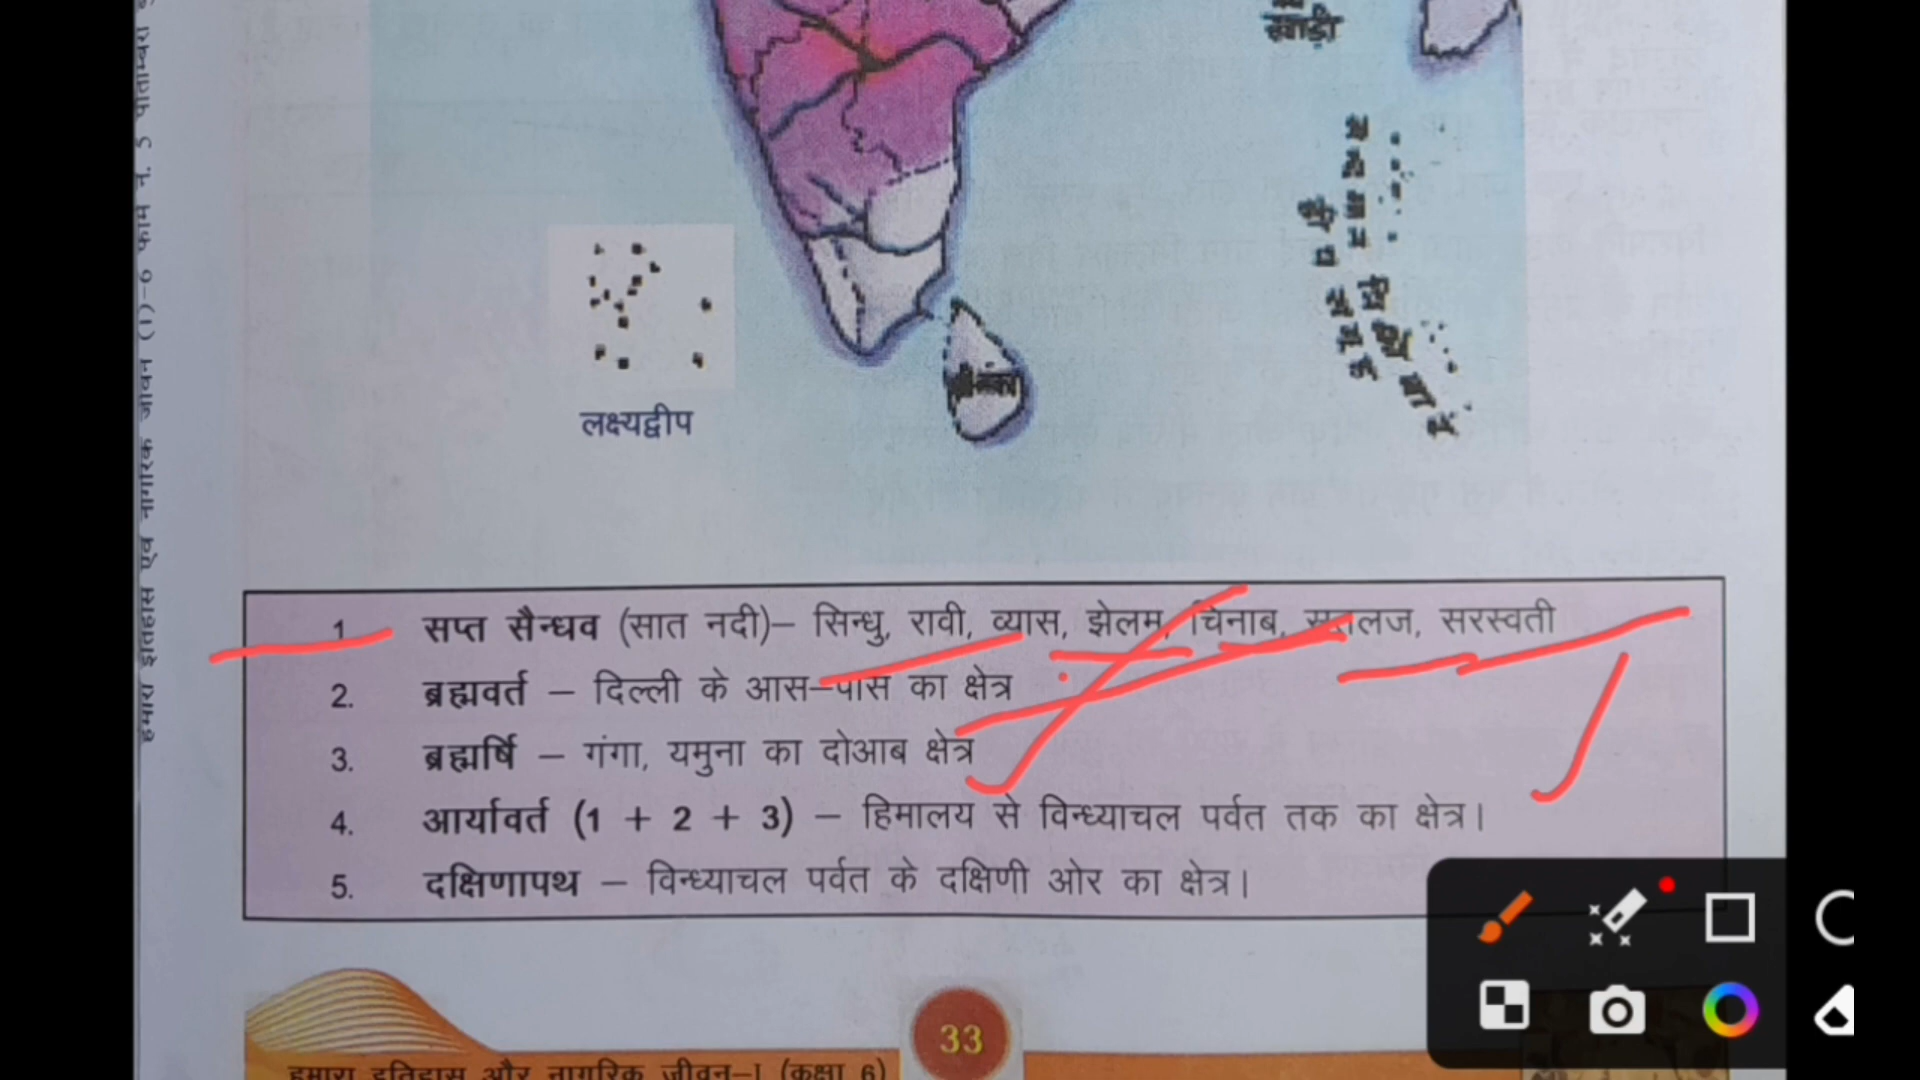 खाड़ी
लक्ष्यद्वीप
1 सप्त सैन्धव (सात नदी)– सिन्धु, रावी, व्यास, झेलम, चिनाब, सतलज, सरस्वती
2. ब्रह्मवर्त – दिल्ली के आस–पास का क्षेत्र
3. ब्रह्मर्षि – गंगा, यमुना का दोआब क्षेत्र
4. आर्यावर्त (1 + 2 + 3) – हिमालय से विन्ध्याचल पर्वत तक का क्षेत्र।
5. दक्षिणापथ – विन्ध्याचल पर्वत के दक्षिणी ओर का क्षेत्र।
33
हमारा इतिहास और नागरिक जीवन–I (कक्षा 6)